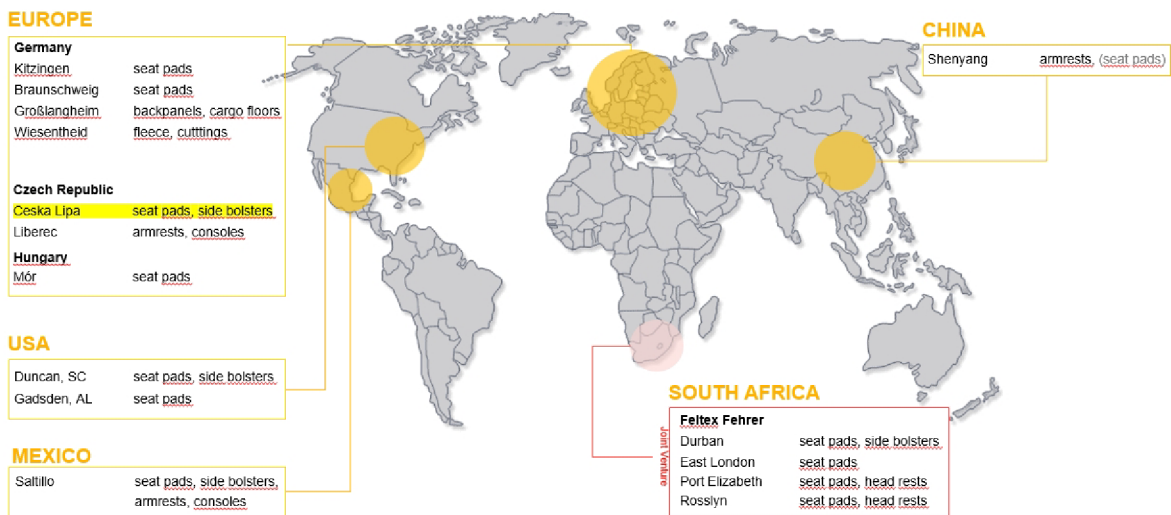 EUROPE
Germany
Kitzingen seat pads
Braunschweig seat pads
Großlangheim backpanels, cargo floors
Wiesentheid fleece, cutttings
Czech Republic
Ceska Lipa seat pads, side bolsters
Liberec armrests, consoles
Hungary
Mór seat pads
USA
Duncan, SC seat pads, side bolsters
Gadsden, AL seat pads
MEXICO
Saltillo seat pads, side bolsters,
armrests, consoles
CHINA
Shenyang armrests, (seat pads)
SOUTH AFRICA
Joint Venture
Feltex Fehrer
Durban seat pads, side bolsters
East London seat pads
Port Elizabeth seat pads, head rests
Rosslyn seat pads, head rests